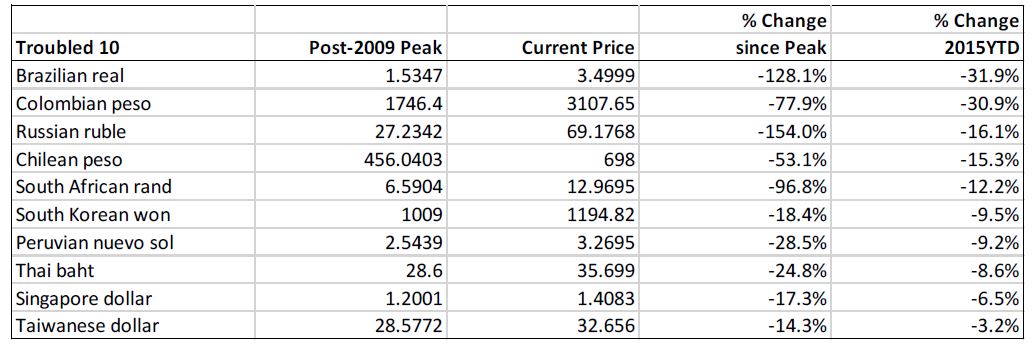 % Change % Change
Troubled 10 Post-2009 Peak Current Price since Peak 2015YTD
Brazilian real 1.5347 3.4999 -128.1% -31.9%
Colombian peso 1746.4 3107.65 -77.9% -30.9%
Russian ruble 27.2342 69.1768 -154.0% -16.1%
Chilean peso 456.0403 698 -53.1% -15.3%
South African rand 6.5904 12.9695 -96.8% -12.2%
South Korean won 1009 1194.82 -18.4% -9.5%
Peruvian nuevo sol 2.5439 3.2695 -28.5% -9.2%
Thai baht 28.6 35.699 -24.8% -8.6%
Singapore dollar 1.2001 1.4083 -17.3% -6.5%
Taiwanese dollar 28.5772 32.656 -14.3% -3.2%